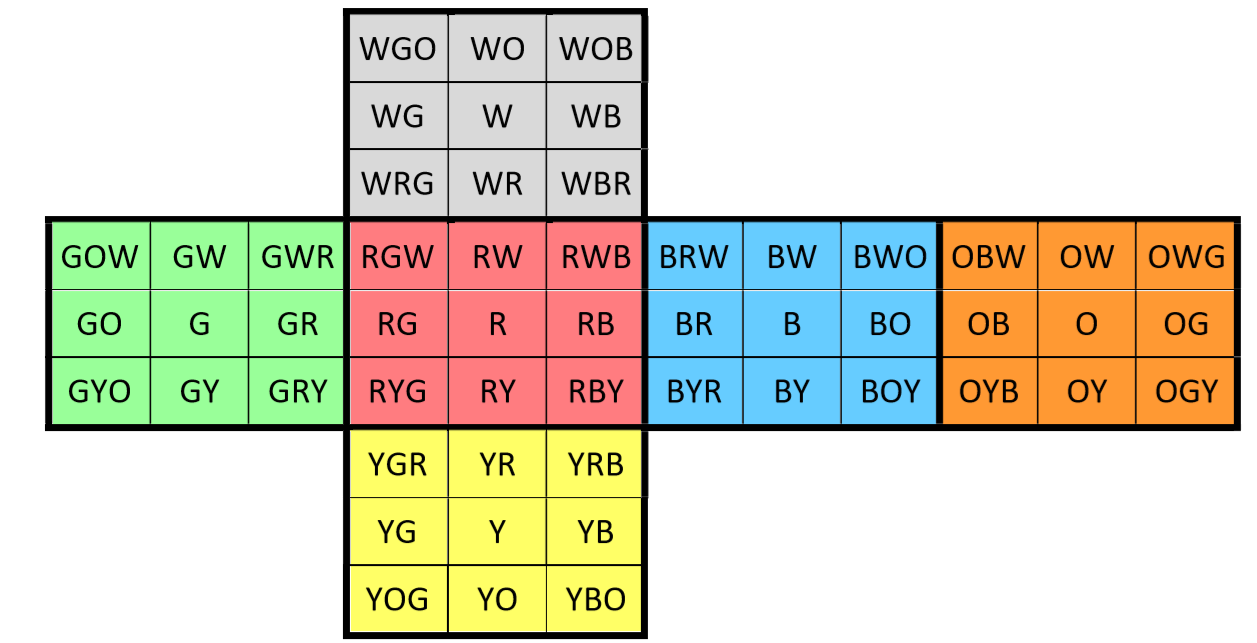 WGO WO WOB
WG W WB
WRG WR WBR
GOW GW GWR RGW RW RWB BRW BW BWO OBW OW OWG
GO G GR RG R RB BR B BO OB O OG
GYO GY GRY RYG RY RBY BYR BY BOY OYB OY OGY
YGR YR YRB
YG Y YB
YOG YO YBO